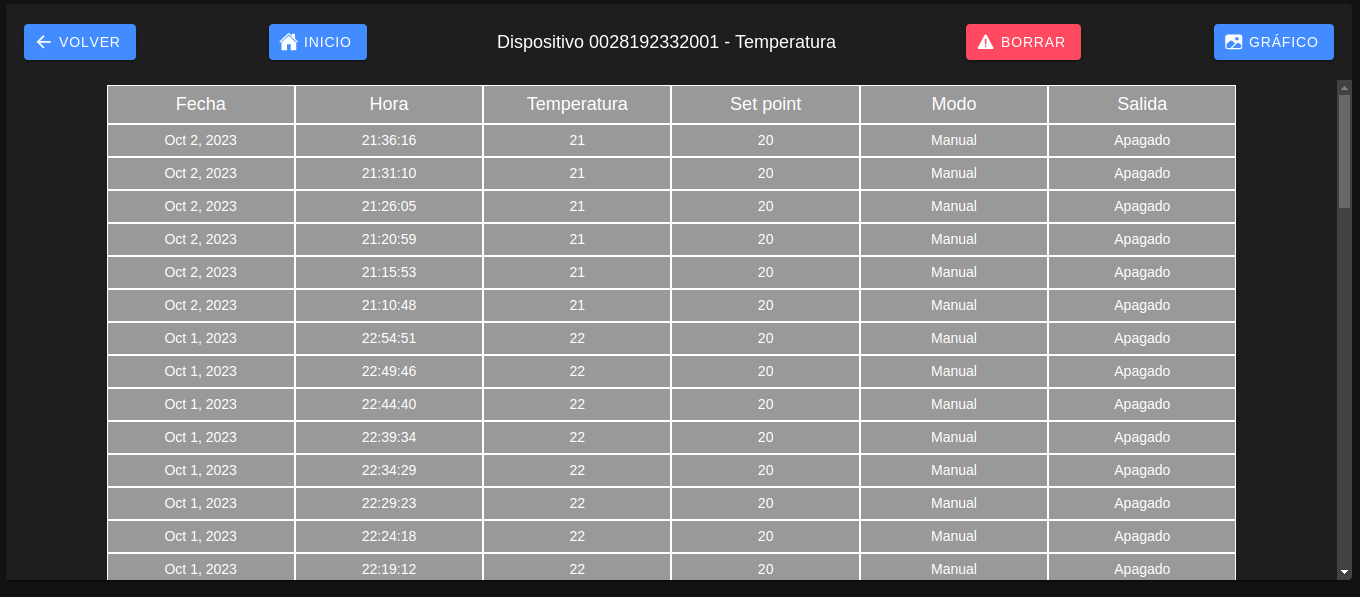 VOLVER INICIO Dispositivo 0028192332001 - Temperatura BORRAR GRÁFICO
Fecha Hora Temperatura Set point Modo Salida
Oct 2, 2023 21:36:16 21 20 Manual Apagado
Oct 2, 2023 21:31:10 21 20 Manual Apagado
Oct 2, 2023 21:26:05 21 20 Manual Apagado
Oct 2, 2023 21:20:59 21 20 Manual Apagado
Oct 2, 2023 21:15:53 21 20 Manual Apagado
Oct 2, 2023 21:10:48 21 20 Manual Apagado
Oct 1, 2023 22:54:51 22 20 Manual Apagado
Oct 1, 2023 22:49:46 22 20 Manual Apagado
Oct 1, 2023 22:44:40 22 20 Manual Apagado
Oct 1, 2023 22:39:34 22 20 Manual Apagado
Oct 1, 2023 22:34:29 22 20 Manual Apagado
Oct 1, 2023 22:29:23 22 20 Manual Apagado
Oct 1, 2023 22:24:18 22 20 Manual Apagado
Oct 1, 2023 22:19:12 22 20 Manual Apagado